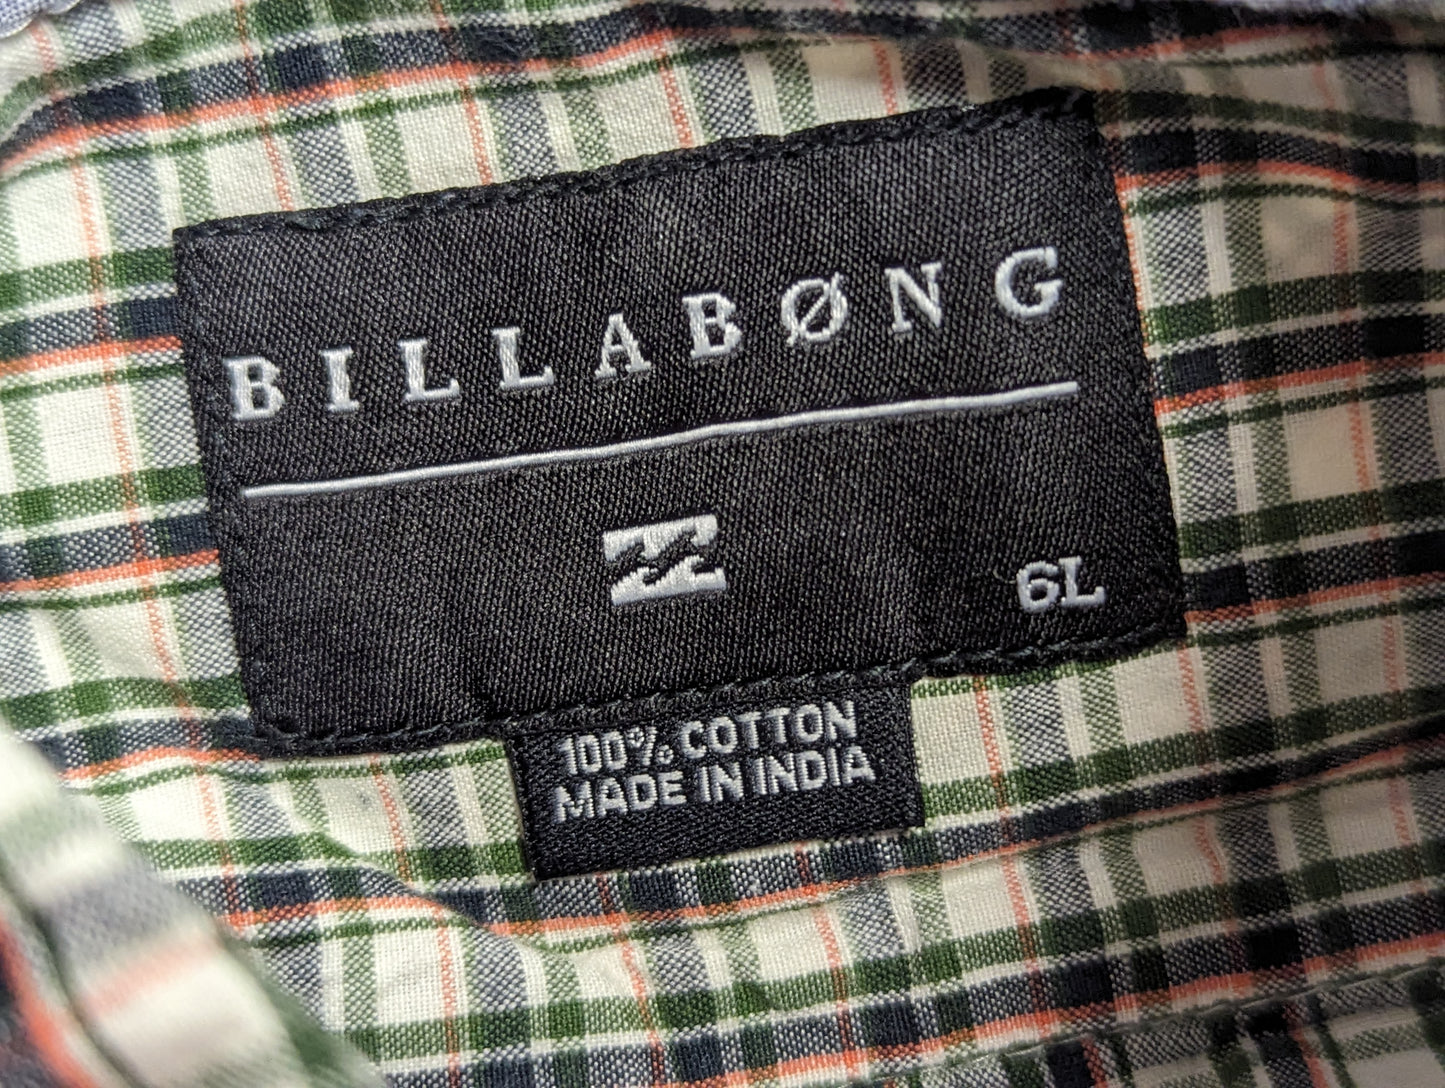 BILLABØNG
6L
100% COTTON
MADE IN INDIA